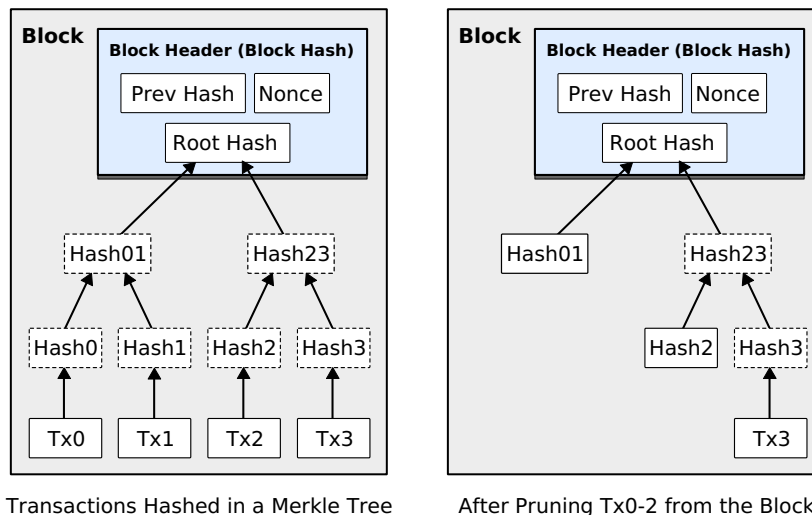 Block
Block Header (Block Hash)
Prev Hash
Nonce
Root Hash
Hash01
Hash23
Hash0
Hash1
Hash2
Hash3
Tx0
Tx1
Tx2
Tx3
Transactions Hashed in a Merkle Tree
Block
Block Header (Block Hash)
Prev Hash
Nonce
Root Hash
Hash01
Hash23
Hash2
Hash3
Tx3
After Pruning Tx0-2 from the Block